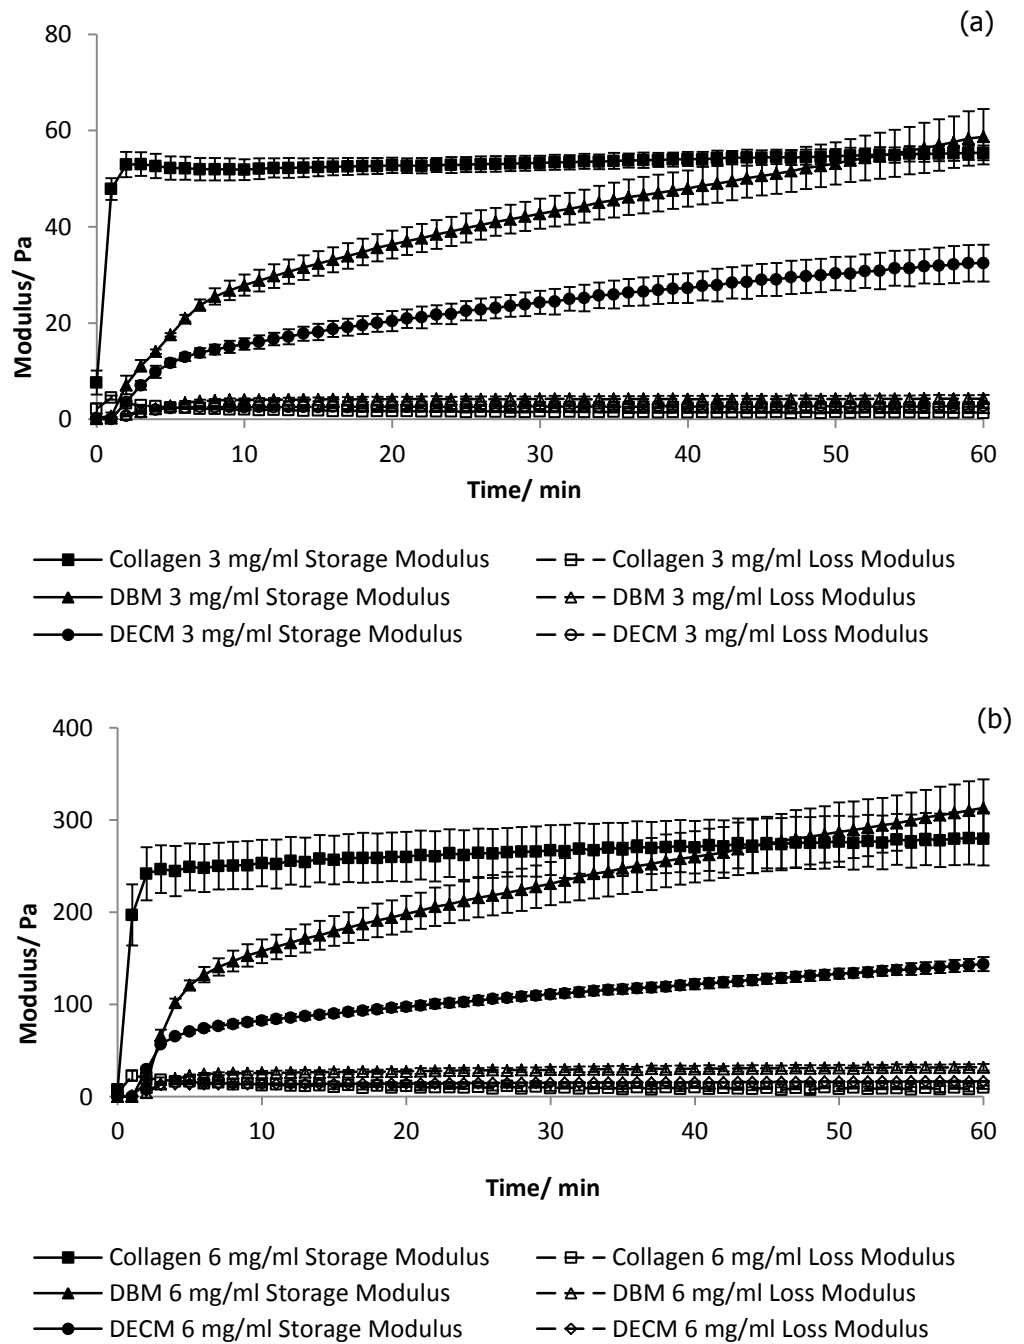 (a)
80
60
40
20
0
Modulus/ Pa
0 10 20 30 40 50 60
Time/ min
Collagen 3 mg/ml Storage Modulus Collagen 3 mg/ml Loss Modulus
DBM 3 mg/ml Storage Modulus DBM 3 mg/ml Loss Modulus
DECM 3 mg/ml Storage Modulus DECM 3 mg/ml Loss Modulus
(b)
400
300
200
100
0
Modulus/ Pa
0 10 20 30 40 50 60
Time/ min
Collagen 6 mg/ml Storage Modulus Collagen 6 mg/ml Loss Modulus
DBM 6 mg/ml Storage Modulus DBM 6 mg/ml Loss Modulus
DECM 6 mg/ml Storage Modulus DECM 6 mg/ml Loss Modulus